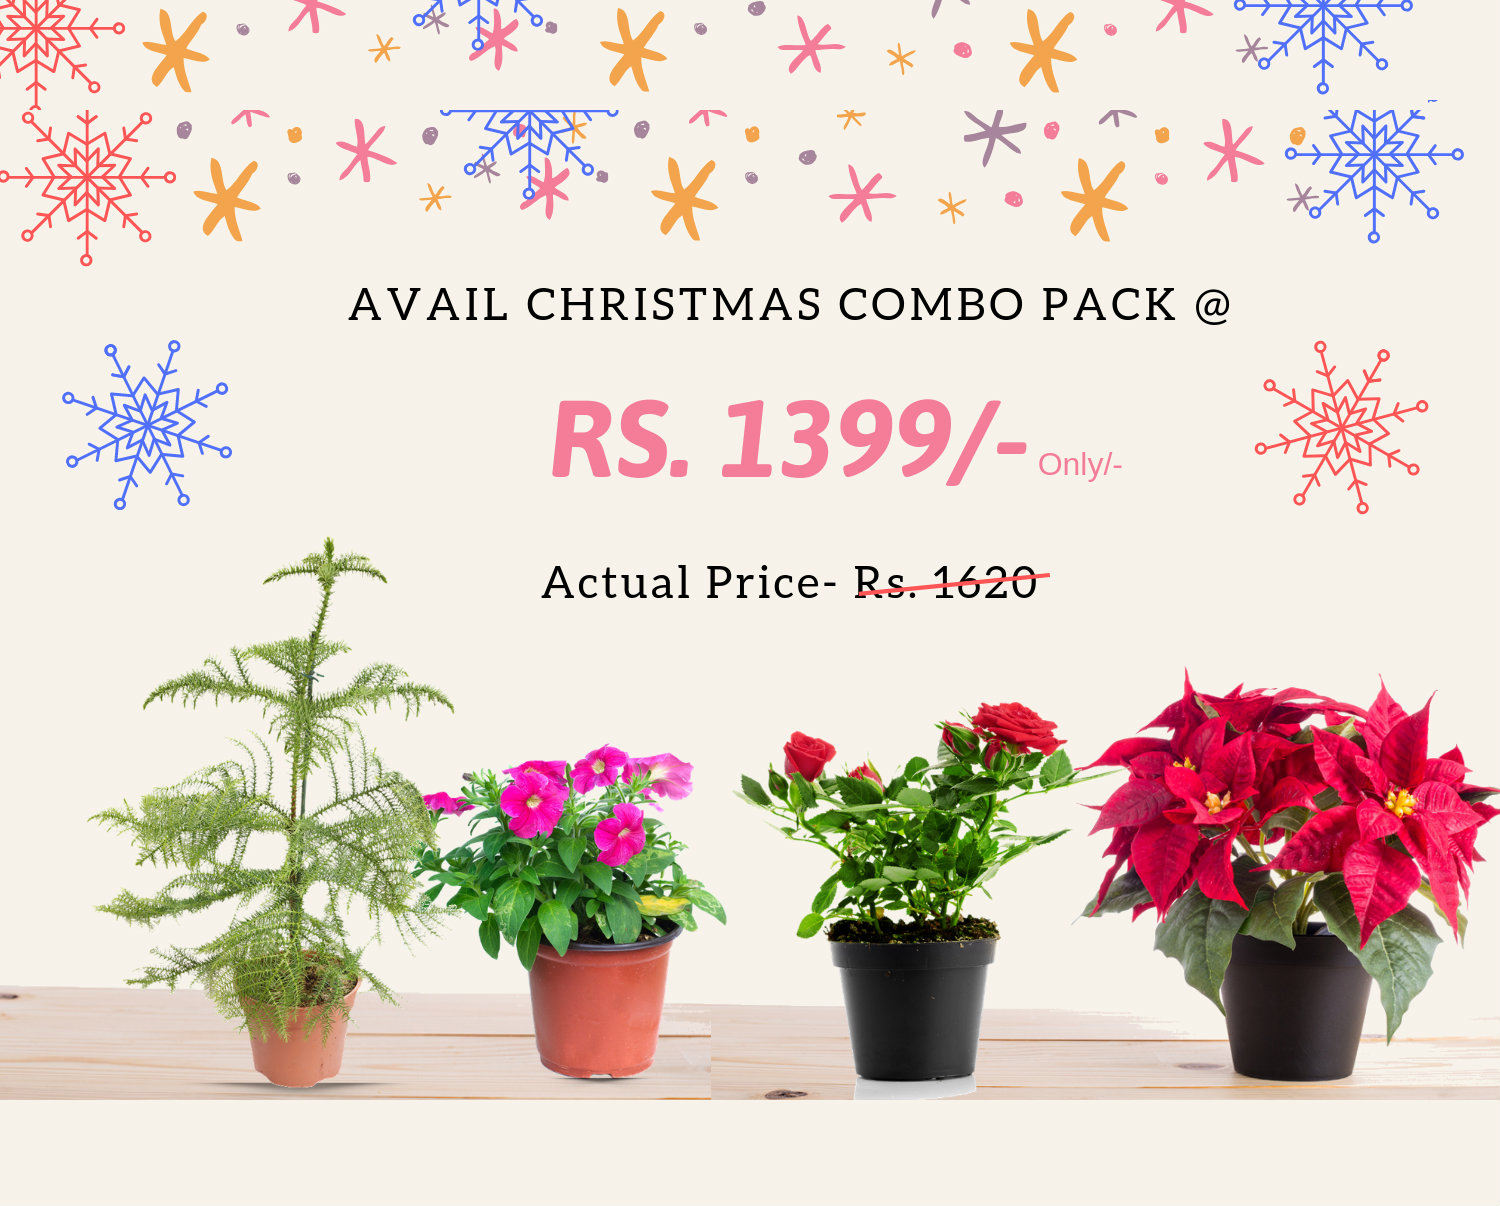 AVAIL CHRISTMAS COMBO PACK @
RS. 1399/- Only/-
Actual Price- Rs. 1620